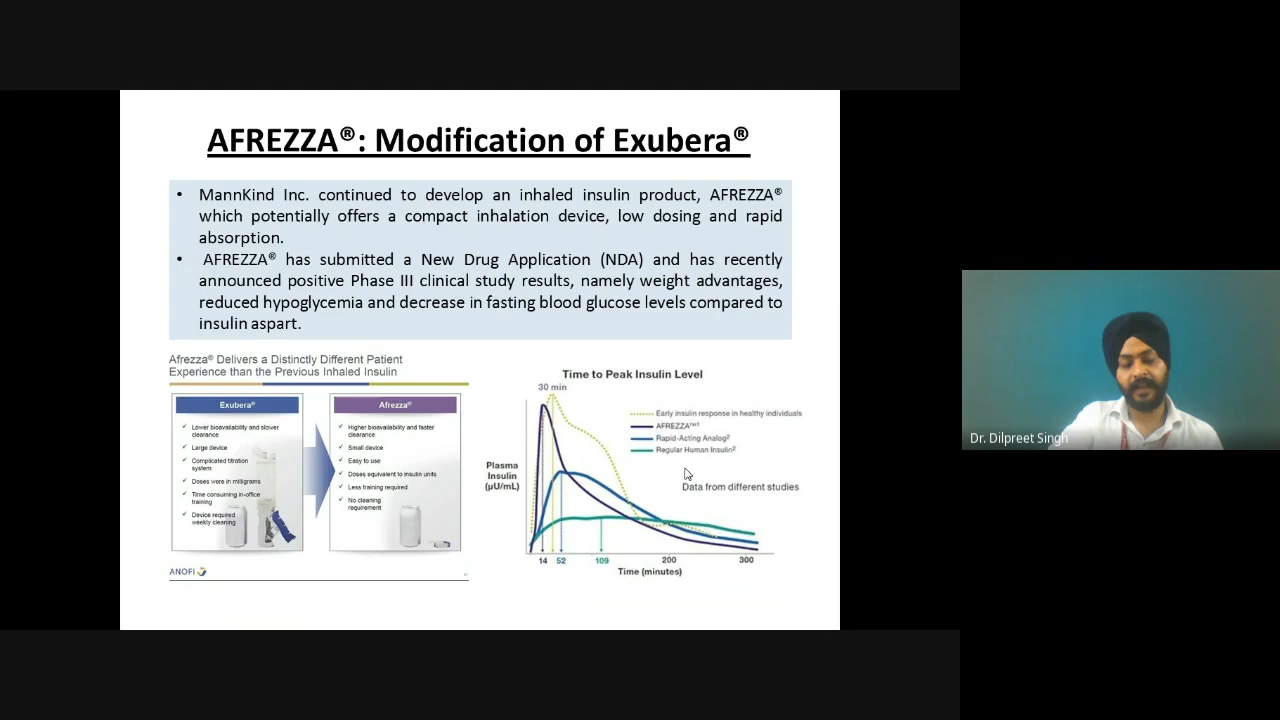 AFREZZA®: Modification of Exubera®
• MannKind Inc. continued to develop an inhaled insulin product, AFREZZA®
which potentially offers a compact inhalation device, low dosing and rapid
absorption.
• AFREZZA® has submitted a New Drug Application (NDA) and has recently
announced positive Phase III clinical study results, namely weight advantages,
reduced hypoglycemia and decrease in fasting blood glucose levels compared to
insulin aspart.
Afrezza® Delivers a Distinctly Different Patient
Experience than the Previous Inhaled Insulin
Exubera®
✓ Lower bioavailability and slower
clearance
✓ Large device
✓ Complicated titration
system
✓ Doses were in milligrams
✓ Time consuming in-office
training
✓ Device required
weekly cleaning
Afrezza®
✓ Higher bioavailability and faster
clearance
✓ Small device
✓ Easy to use
✓ Doses equivalent to insulin units
✓ Less training required
✓ No cleaning
requirement
ANOFI
Time to Peak Insulin Level
30 min
Early insulin response in healthy individuals
AFREZZA™¹
Rapid-Acting Analog²
Regular Human Insulin²
Data from different studies
Plasma
Insulin
(µU/mL)
14 52 109 200 300
Time (minutes)
Dr. Dilpreet Singh